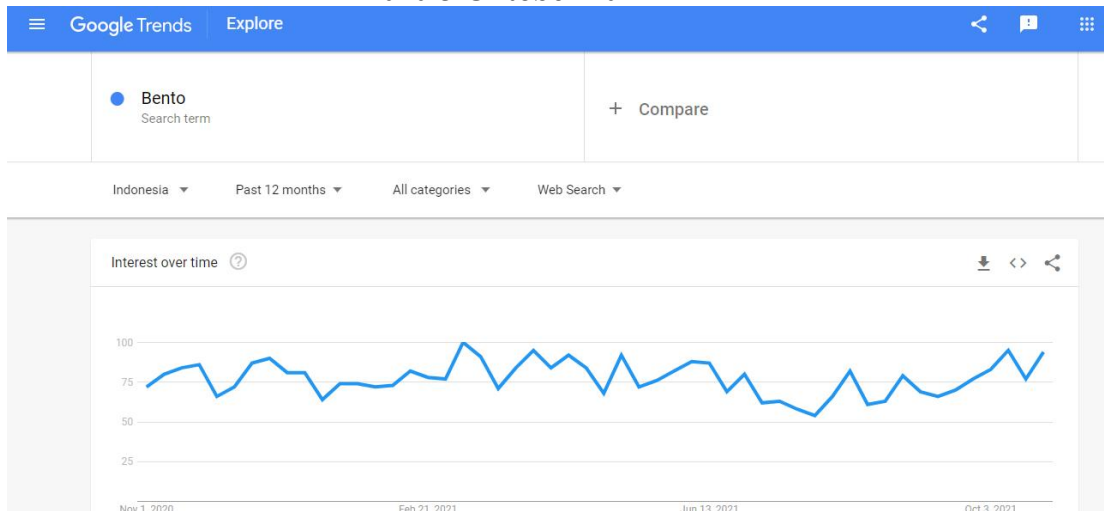 Google Trends Explore
Bento
Search term
+ Compare
Indonesia Past 12 months All categories Web Search
Interest over time
100
75
50
25
Nov 1, 2020 Feb 21, 2021 Jun 13, 2021 Oct 3, 2021